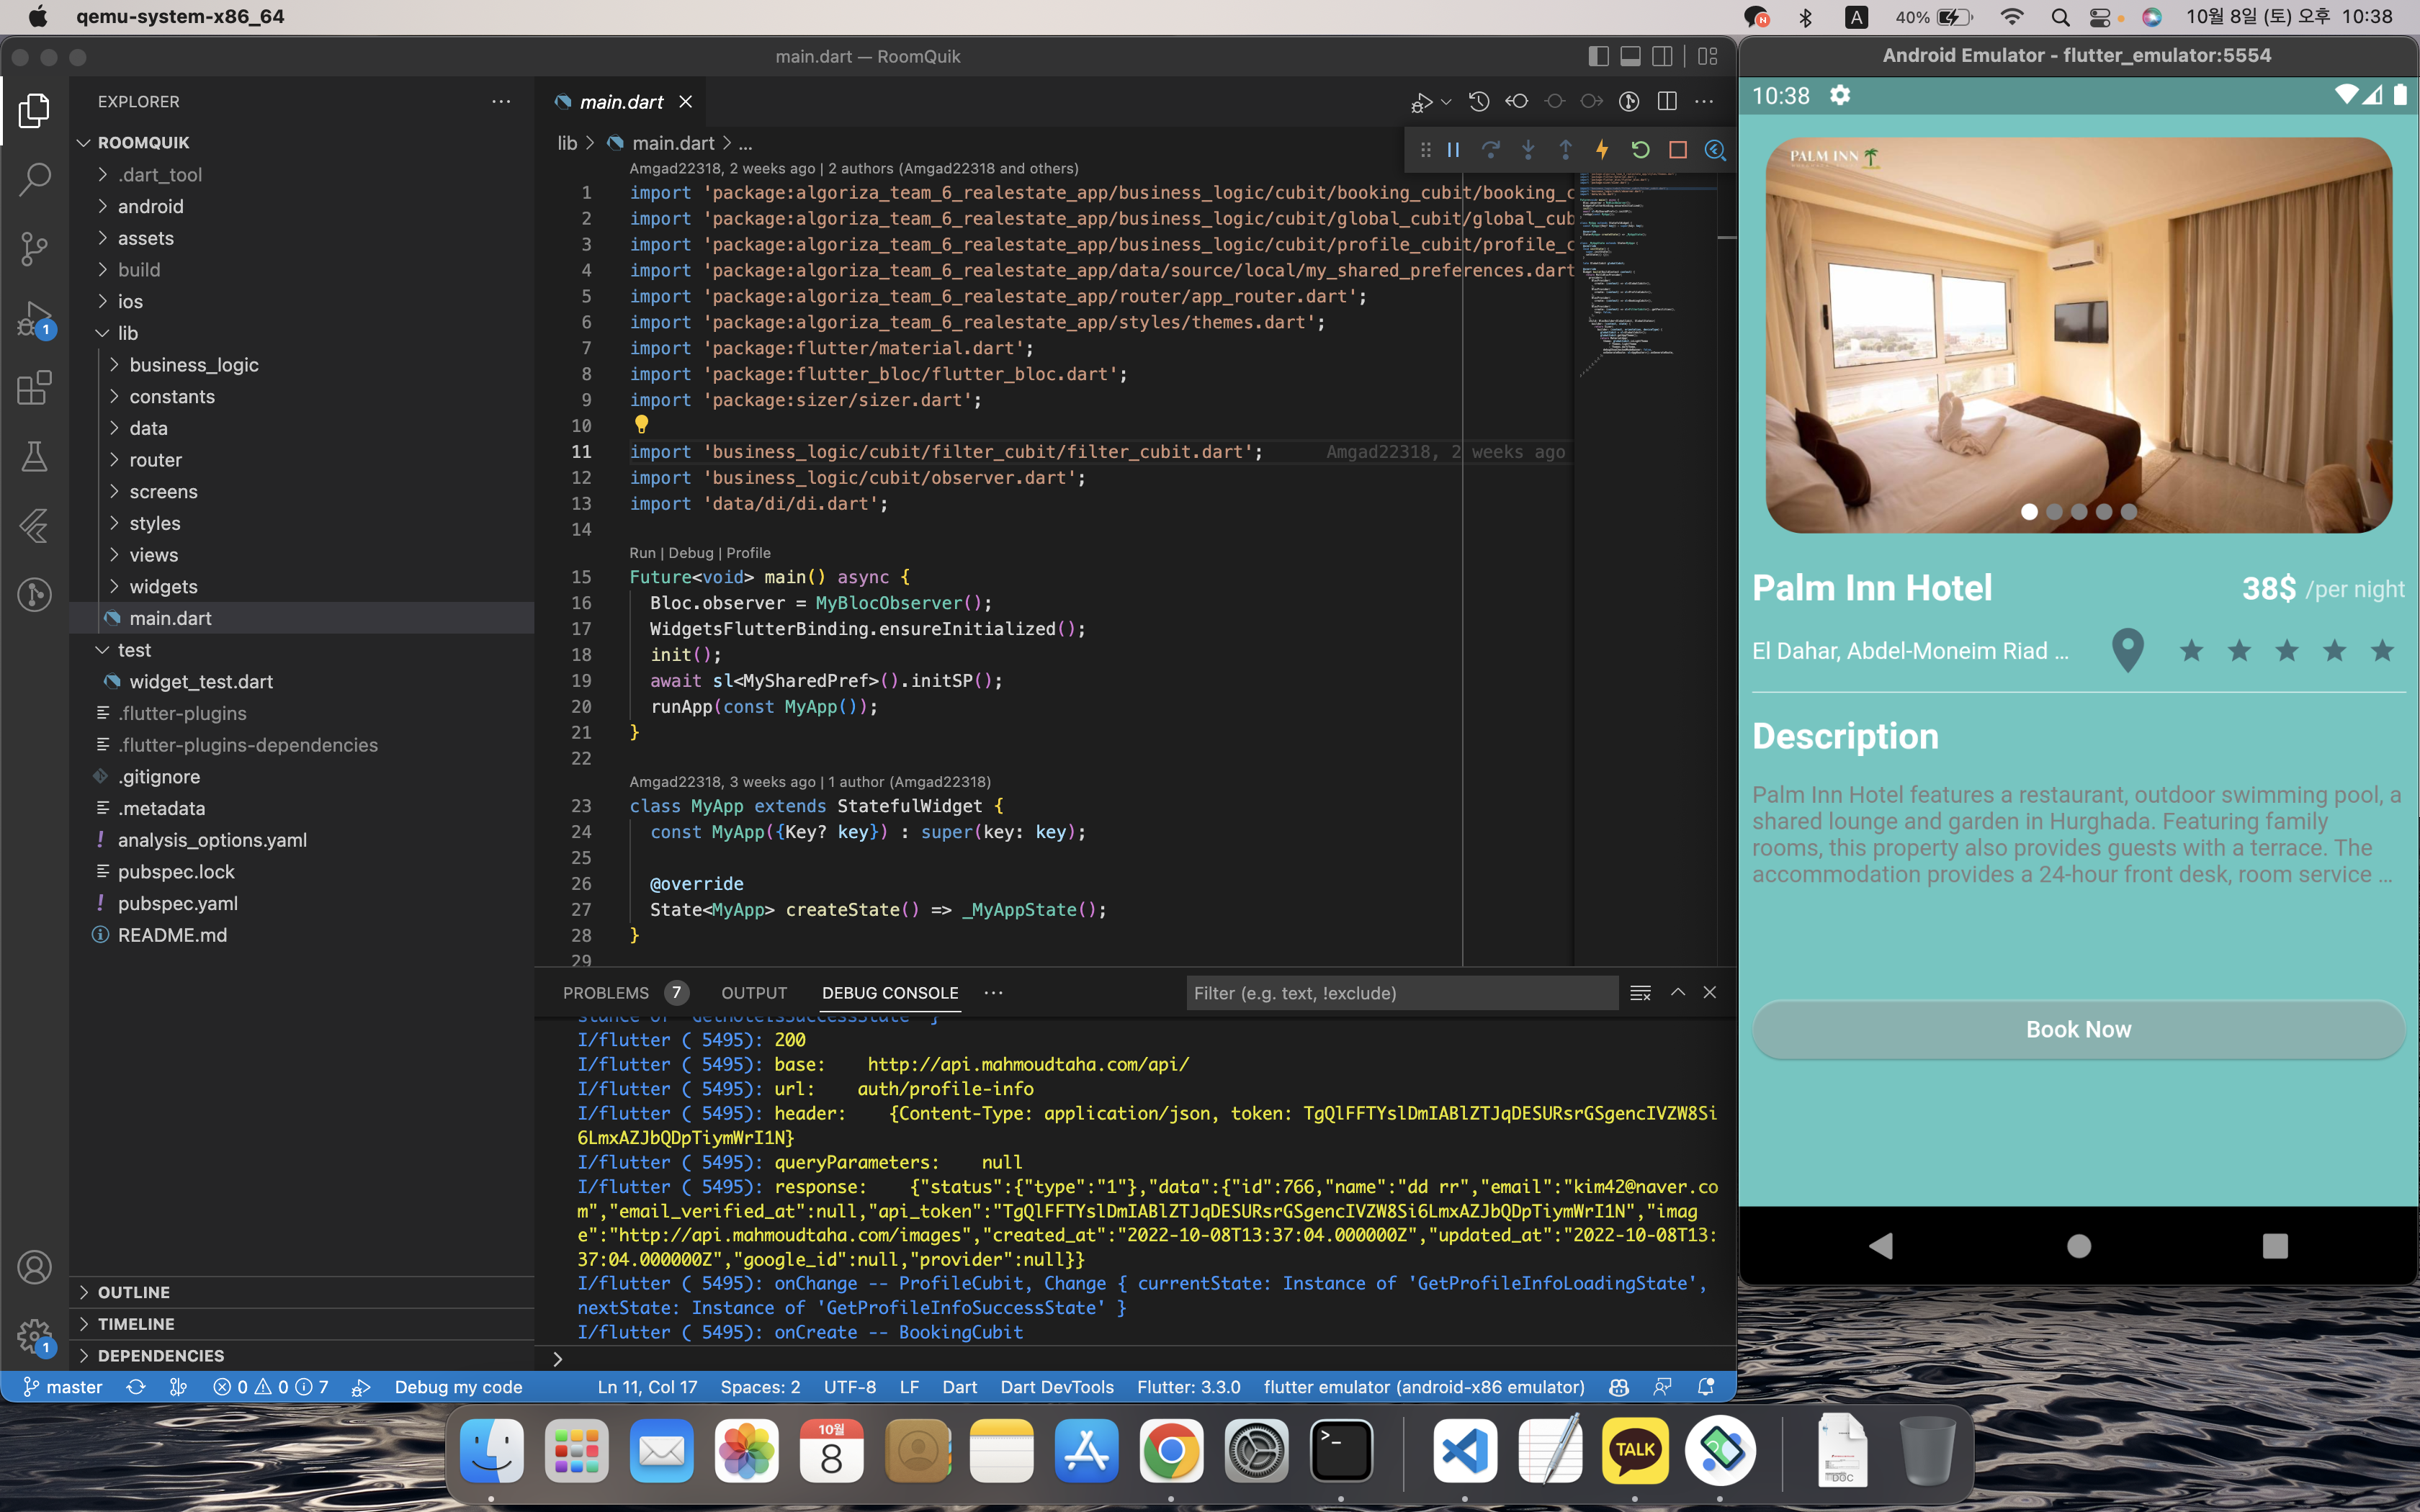 qemu-system-x86_64
A
40%
10월 8일 (토) 오후 10:38
main.dart — RoomQuik
EXPLORER
ROOMQUIK
.dart_tool
android
assets
build
ios
lib
business_logic
constants
data
router
screens
styles
views
widgets
main.dart
test
widget_test.dart
.flutter-plugins
.flutter-plugins-dependencies
.gitignore
.metadata
analysis_options.yaml
pubspec.lock
pubspec.yaml
README.md
OUTLINE
TIMELINE
DEPENDENCIES
1
1
main.dart
lib > main.dart > ...
Amgad22318, 2 weeks ago | 2 authors (Amgad22318 and others)
1 import 'package:algoriza_team_6_realestate_app/business_logic/cubit/booking_cubit/booking_c
2 import 'package:algoriza_team_6_realestate_app/business_logic/cubit/global_cubit/global_cub
3 import 'package:algoriza_team_6_realestate_app/business_logic/cubit/profile_cubit/profile_c
4 import 'package:algoriza_team_6_realestate_app/data/source/local/my_shared_preferences.dart
5 import 'package:algoriza_team_6_realestate_app/router/app_router.dart';
6 import 'package:algoriza_team_6_realestate_app/styles/themes.dart';
7 import 'package:flutter/material.dart';
8 import 'package:flutter_bloc/flutter_bloc.dart';
9 import 'package:sizer/sizer.dart';
10
11 import 'business_logic/cubit/filter_cubit/filter_cubit.dart'; Amgad22318, 2 weeks ago
12 import 'business_logic/cubit/observer.dart';
13 import 'data/di/di.dart';
14
Run | Debug | Profile
15 Future<void> main() async {
16 Bloc.observer = MyBlocObserver();
17 WidgetsFlutterBinding.ensureInitialized();
18 init();
19 await sl<MySharedPref>().initSP();
20 runApp(const MyApp());
21 }
22
Amgad22318, 3 weeks ago | 1 author (Amgad22318)
23 class MyApp extends StatefulWidget {
24 const MyApp({Key? key}) : super(key: key);
25
26 @override
27 State<MyApp> createState() => _MyAppState();
28 }
29
PROBLEMS 7 OUTPUT DEBUG CONSOLE ··· Filter (e.g. text, !exclude)
stance of 'GetHotelsSuccessState' }
I/flutter ( 5495): 200
I/flutter ( 5495): base: http://api.mahmoudtaha.com/api/
I/flutter ( 5495): url: auth/profile-info
I/flutter ( 5495): header: {Content-Type: application/json, token: TgQlFFTYslDmIABlZTJqDESURsrGSgencIVZW8Si
6LmxAZJbQDpTiymWrI1N}
I/flutter ( 5495): queryParameters: null
I/flutter ( 5495): response: {"status":{"type":"1"},"data":{"id":766,"name":"dd rr","email":"kim42@naver.co
m","email_verified_at":null,"api_token":"TgQlFFTYslDmIABlZTJqDESURsrGSgencIVZW8Si6LmxAZJbQDpTiymWrI1N","imag
e":"http://api.mahmoudtaha.com/images","created_at":"2022-10-08T13:37:04.000000Z","updated_at":"2022-10-08T13:
37:04.000000Z","google_id":null,"provider":null}}
I/flutter ( 5495): onChange -- ProfileCubit, Change { currentState: Instance of 'GetProfileInfoLoadingState',
nextState: Instance of 'GetProfileInfoSuccessState' }
I/flutter ( 5495): onCreate -- BookingCubit
master 0 0 7 Debug my code Ln 11, Col 17 Spaces: 2 UTF-8 LF Dart Dart DevTools Flutter: 3.3.0 flutter emulator (android-x86 emulator)
Android Emulator - flutter_emulator:5554
10:38
PALM INN
Palm Inn Hotel 38$ /per night
El Dahar, Abdel-Moneim Riad ...
Description
Palm Inn Hotel features a restaurant, outdoor swimming pool, a
shared lounge and garden in Hurghada. Featuring family
rooms, this property also provides guests with a terrace. The
accommodation provides a 24-hour front desk, room service ...
Book Now
10월
8
TALK
DOC